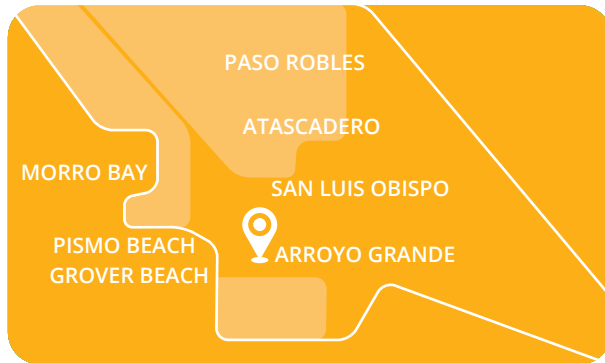 PASO ROBLES
ATASCADERO
MORRO BAY
SAN LUIS OBISPO
PISMO BEACH
GROVER BEACH
ARROYO GRANDE